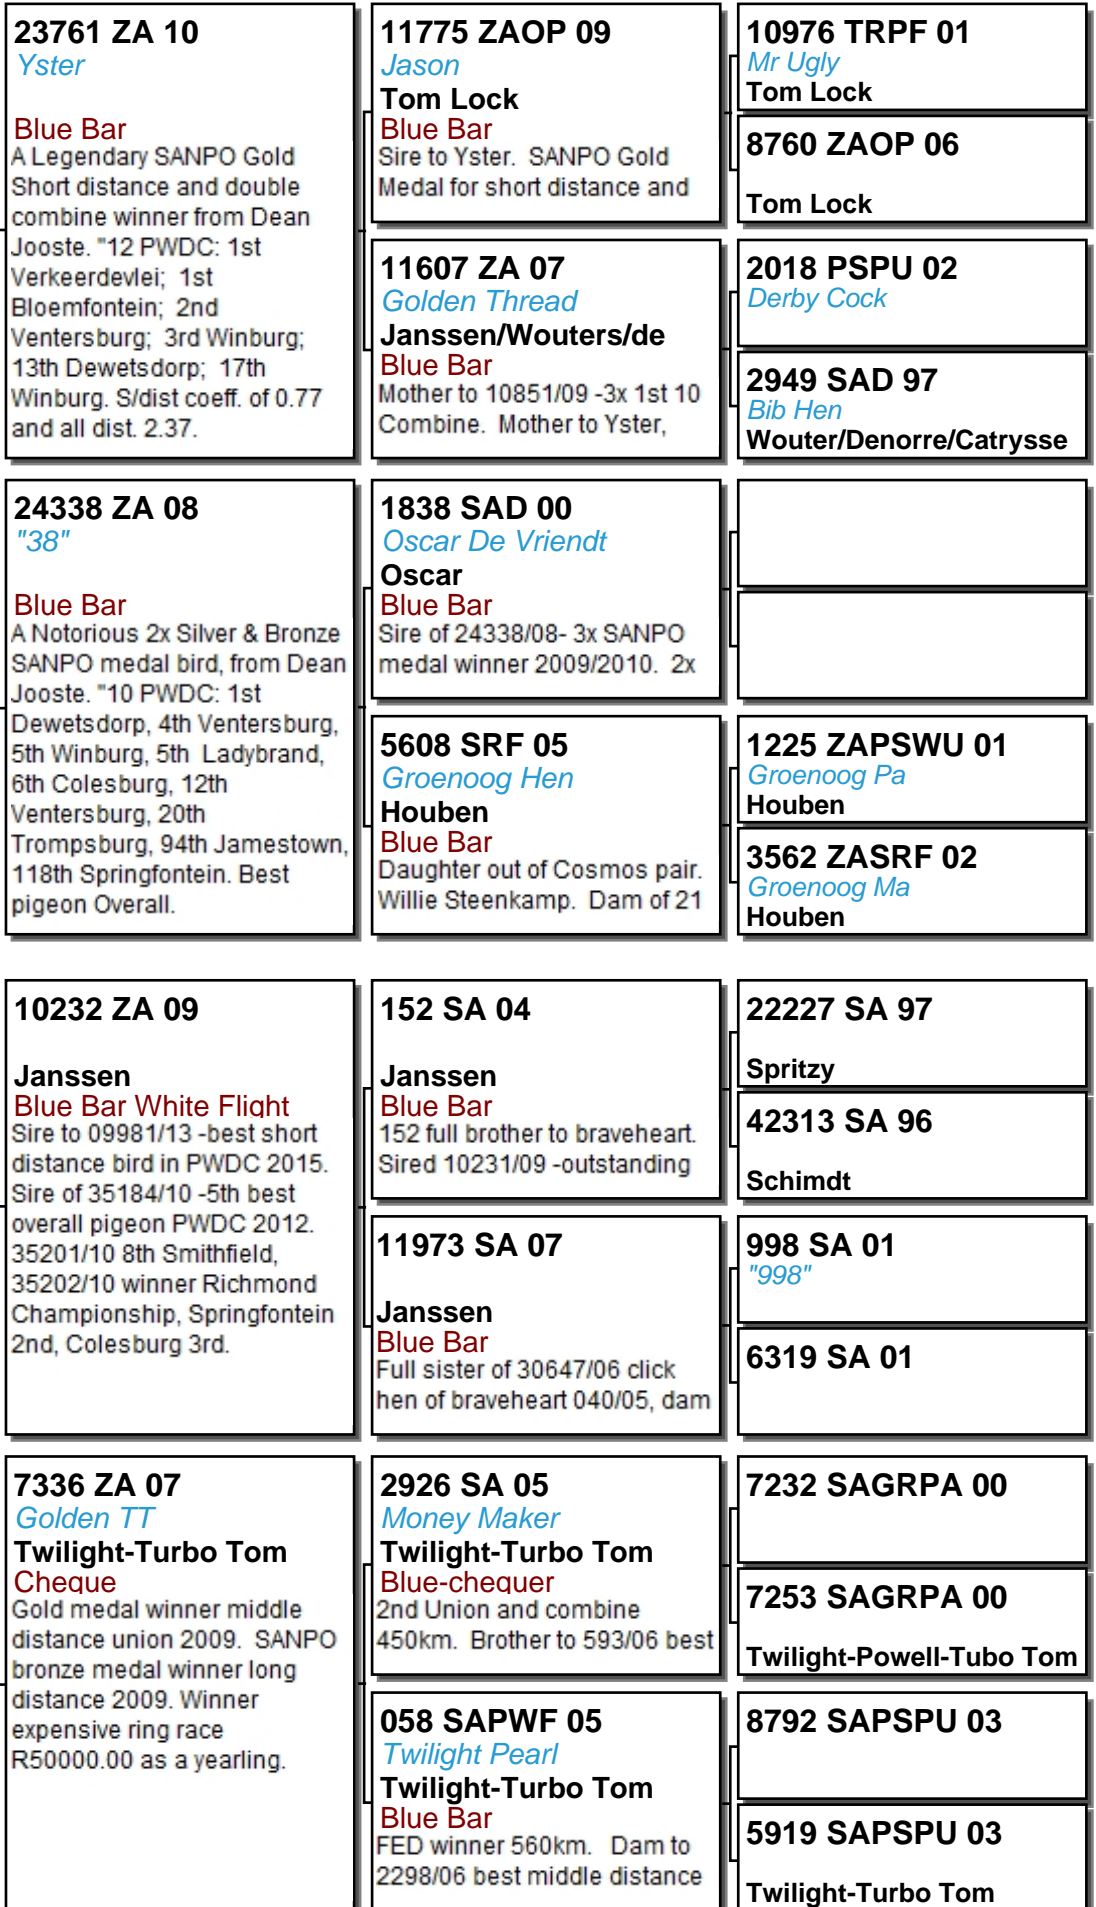 23761 ZA 10
Yster
Blue Bar
A Legendary SANPO Gold
Short distance and double
combine winner from Dean
Jooste. "12 PWDC: 1st
Verkeerdevlei; 1st
Bloemfontein; 2nd
Ventersburg; 3rd Winburg;
13th Dewetsdorp; 17th
Winburg. S/dist coeff. of 0.77
and all dist. 2.37.
11775 ZAOP 09
Jason
Tom Lock
Blue Bar
Sire to Yster. SANPO Gold
Medal for short distance and
10976 TRPF 01
Mr Ugly
Tom Lock
8760 ZAOP 06
Tom Lock
11607 ZA 07
Golden Thread
Janssen/Wouters/de
Blue Bar
Mother to 10851/09 -3x 1st 10
Combine. Mother to Yster,
2018 PSPU 02
Derby Cock
2949 SAD 97
Bib Hen
Wouter/Denorre/Catrysse
24338 ZA 08
"38"
Blue Bar
A Notorious 2x Silver & Bronze
SANPO medal bird, from Dean
Jooste. "10 PWDC: 1st
Dewetsdorp, 4th Ventersburg,
5th Winburg, 5th Ladybrand,
6th Colesburg, 12th
Ventersburg, 20th
Trompsburg, 94th Jamestown,
118th Springfontein. Best
pigeon Overall.
1838 SAD 00
Oscar De Vriendt
Oscar
Blue Bar
Sire of 24338/08- 3x SANPO
medal winner 2009/2010. 2x
5608 SRF 05
Groenoog Hen
Houben
Blue Bar
Daughter out of Cosmos pair.
Willie Steenkamp. Dam of 21
1225 ZAPSWU 01
Groenoog Pa
Houben
3562 ZASRF 02
Groenoog Ma
Houben
10232 ZA 09
Janssen
Blue Bar White Flight
Sire to 09981/13 -best short
distance bird in PWDC 2015.
Sire of 35184/10 -5th best
overall pigeon PWDC 2012.
35201/10 8th Smithfield,
35202/10 winner Richmond
Championship, Springfontein
2nd, Colesburg 3rd.
152 SA 04
Janssen
Blue Bar
152 full brother to braveheart.
Sired 10231/09 -outstanding
22227 SA 97
Spritzy
42313 SA 96
Schimdt
11973 SA 07
Janssen
Blue Bar
Full sister of 30647/06 click
hen of braveheart 040/05, dam
998 SA 01
"998"
6319 SA 01
7336 ZA 07
Golden TT
Twilight-Turbo Tom
Cheque
Gold medal winner middle
distance union 2009. SANPO
bronze medal winner long
distance 2009. Winner
expensive ring race
R50000.00 as a yearling.
2926 SA 05
Money Maker
Twilight-Turbo Tom
Blue-chequer
2nd Union and combine
450km. Brother to 593/06 best
7232 SAGRPA 00
7253 SAGRPA 00
Twilight-Powell-Tubo Tom
058 SAPWF 05
Twilight Pearl
Twilight-Turbo Tom
Blue Bar
FED winner 560km. Dam to
2298/06 best middle distance
8792 SAPSPU 03
5919 SAPSPU 03
Twilight-Turbo Tom